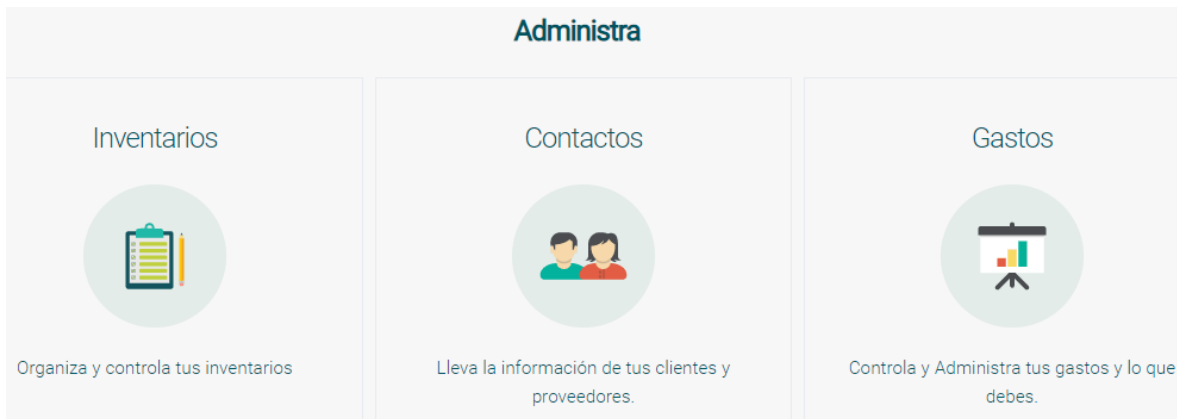 Administra
Inventarios
Organiza y controla tus inventarios
Contactos
Lleva la información de tus clientes y
proveedores.
Gastos
Controla y Administra tus gastos y lo que
debes.